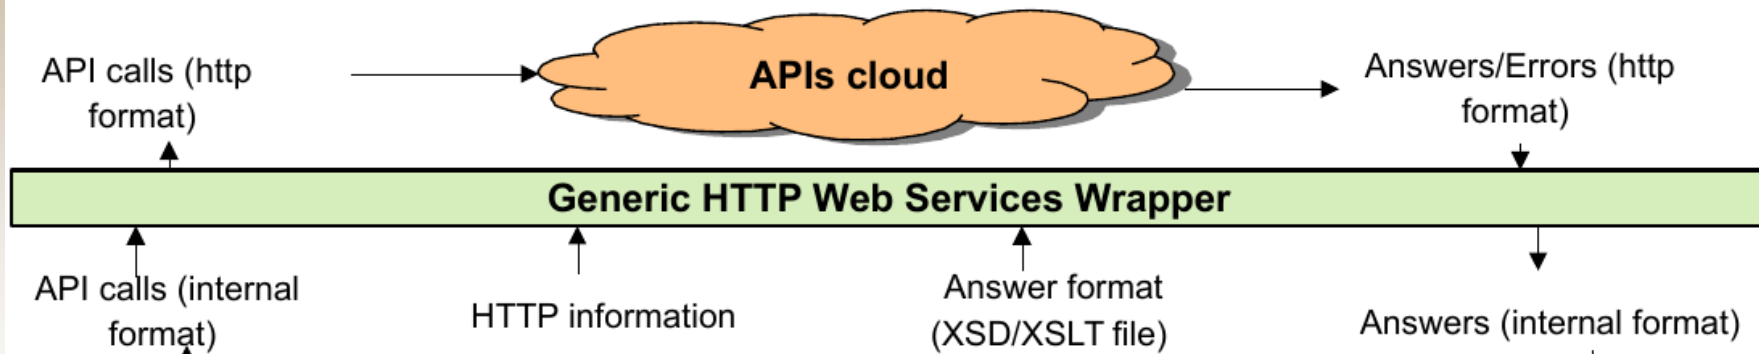 API calls (http
format)
APIs cloud
Answers/Errors (http
format)
Generic HTTP Web Services Wrapper
API calls (internal
format)
HTTP information
Answer format
(XSD/XSLT file)
Answers (internal format)